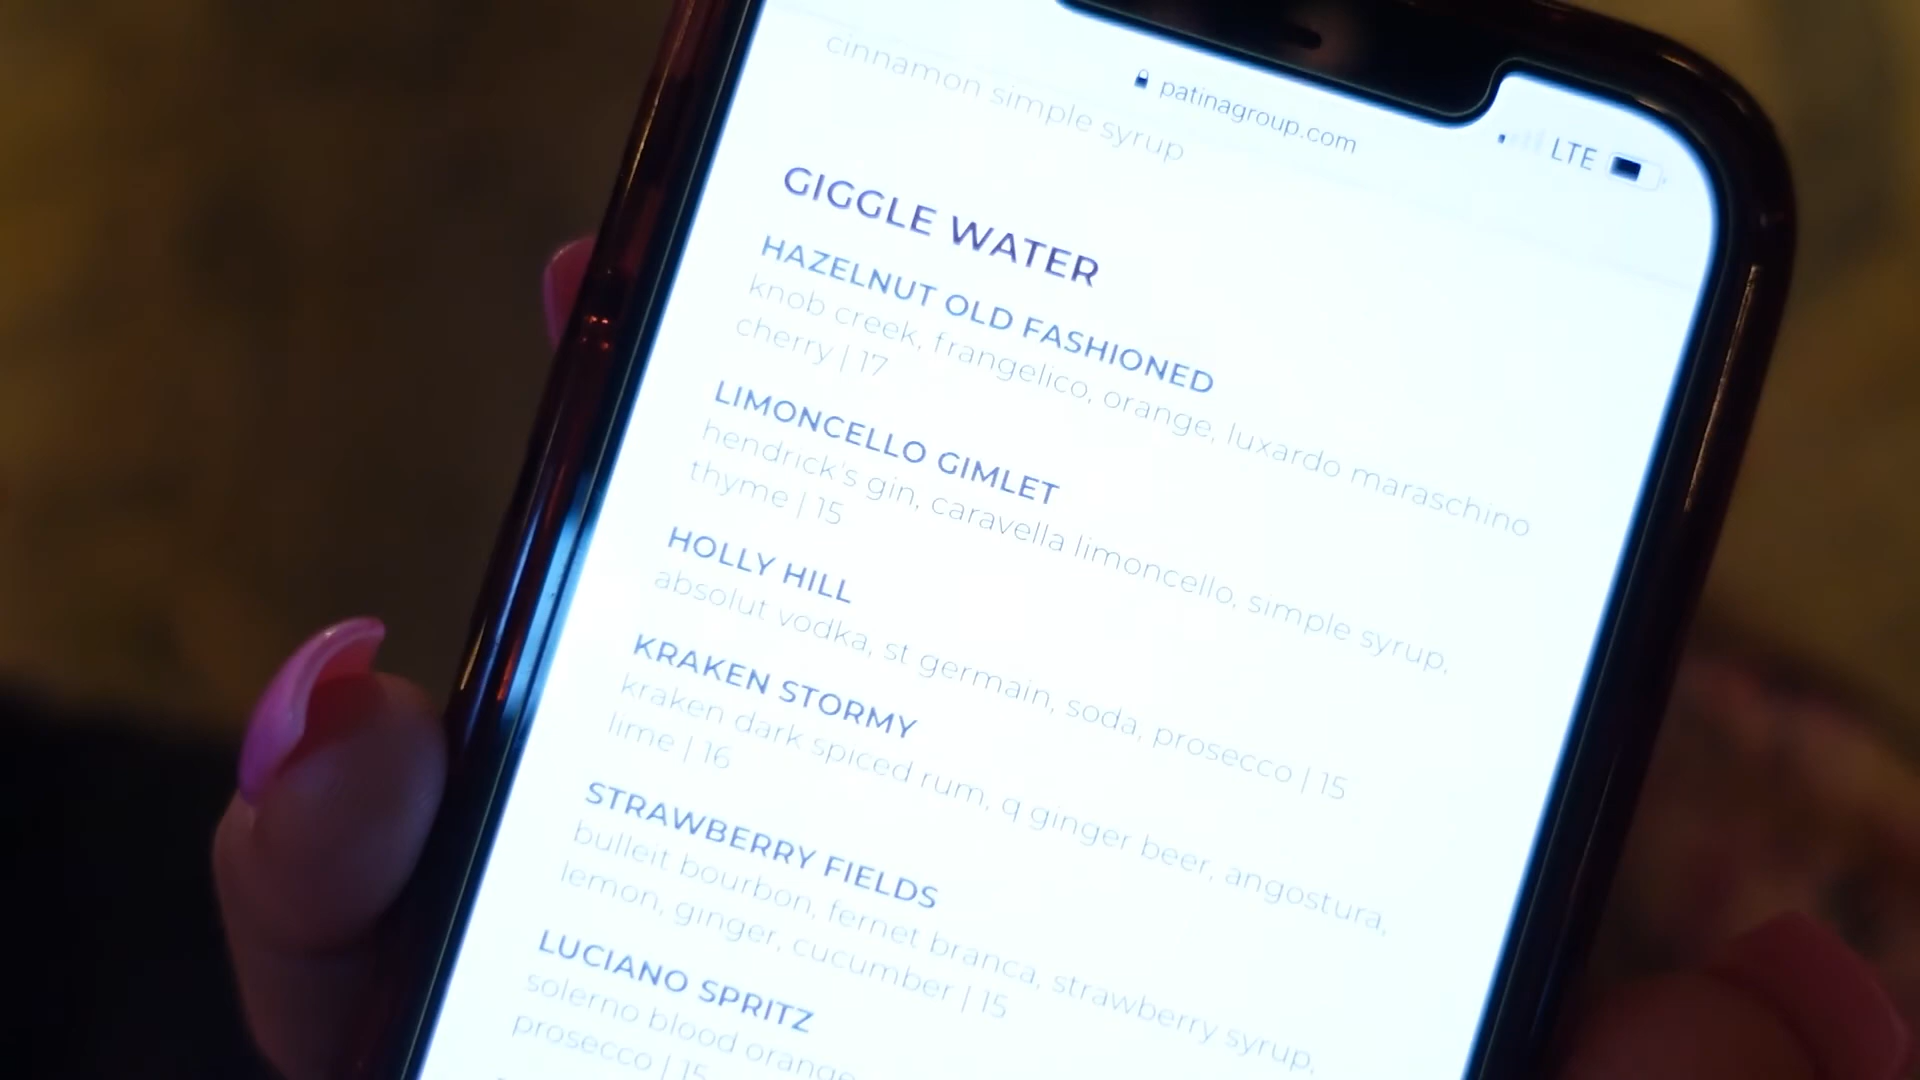 patinagroup.com
LTE
cinnamon simple syrup
GIGGLE WATER
HAZELNUT OLD FASHIONED
knob creek, frangelico, orange, luxardo maraschino
cherry | 17
LIMONCELLO GIMLET
hendrick's gin, caravella limoncello, simple syrup,
thyme | 15
HOLLY HILL
absolut vodka, st germain, soda, prosecco | 15
KRAKEN STORMY
kraken dark spiced rum, q ginger beer, angostura,
lime | 16
STRAWBERRY FIELDS
bulleit bourbon, fernet branca, strawberry syrup,
lemon, ginger, cucumber | 15
LUCIANO SPRITZ
solerno blood orange
prosecco | 15